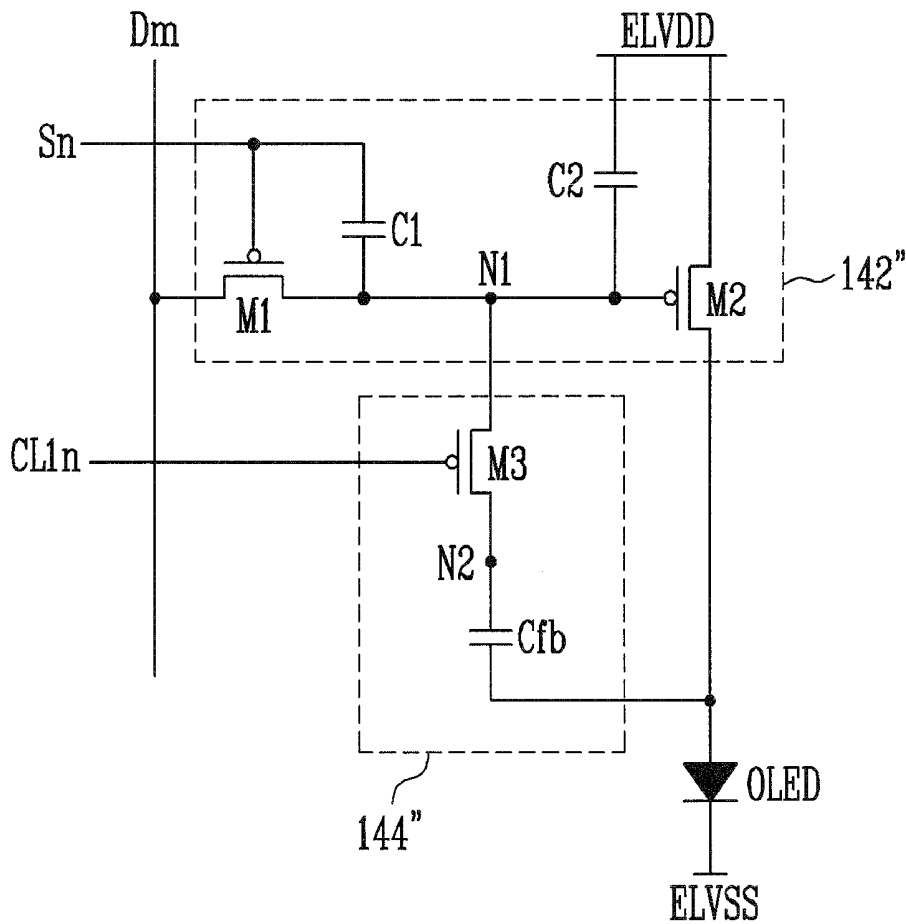 Dm
ELVDD
Sn
C2
C1
N1
142"
M1
M2
CL1n
M3
N2
Cfb
OLED
144"
ELVSS